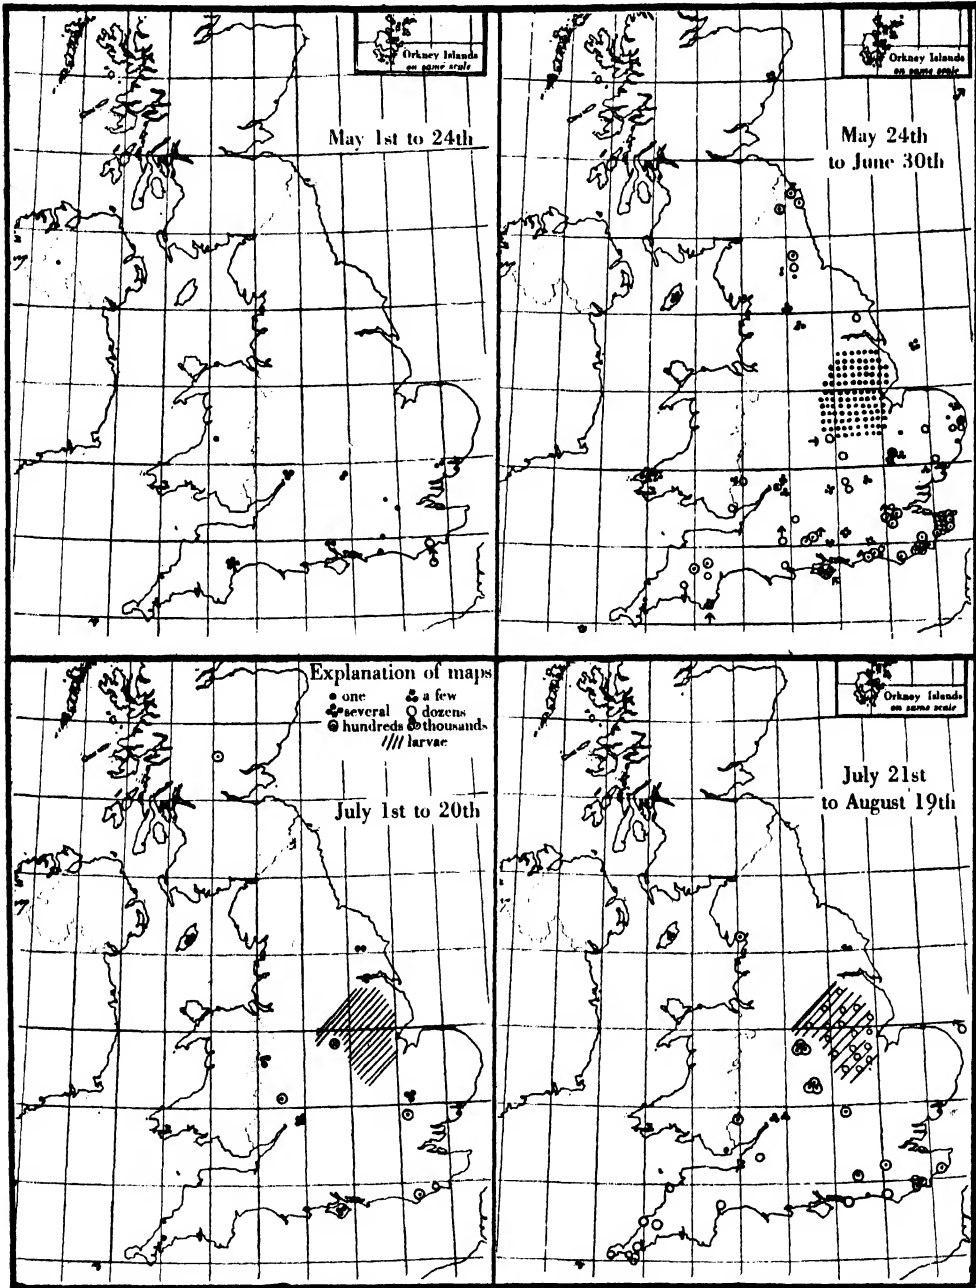 Orkney Islands
on same scale
May 1st to 24th
Orkney Islands
on same scale
May 24th
to June 30th
Explanation of maps
one a few
several dozens
hundreds thousands
larvae
July 1st to 20th
Orkney Islands
on same scale
July 21st
to August 19th